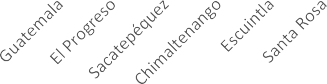 Guatemala
El Progreso
Sacatepéquez
Chimaltenango
Escuintla
Santa Rosa